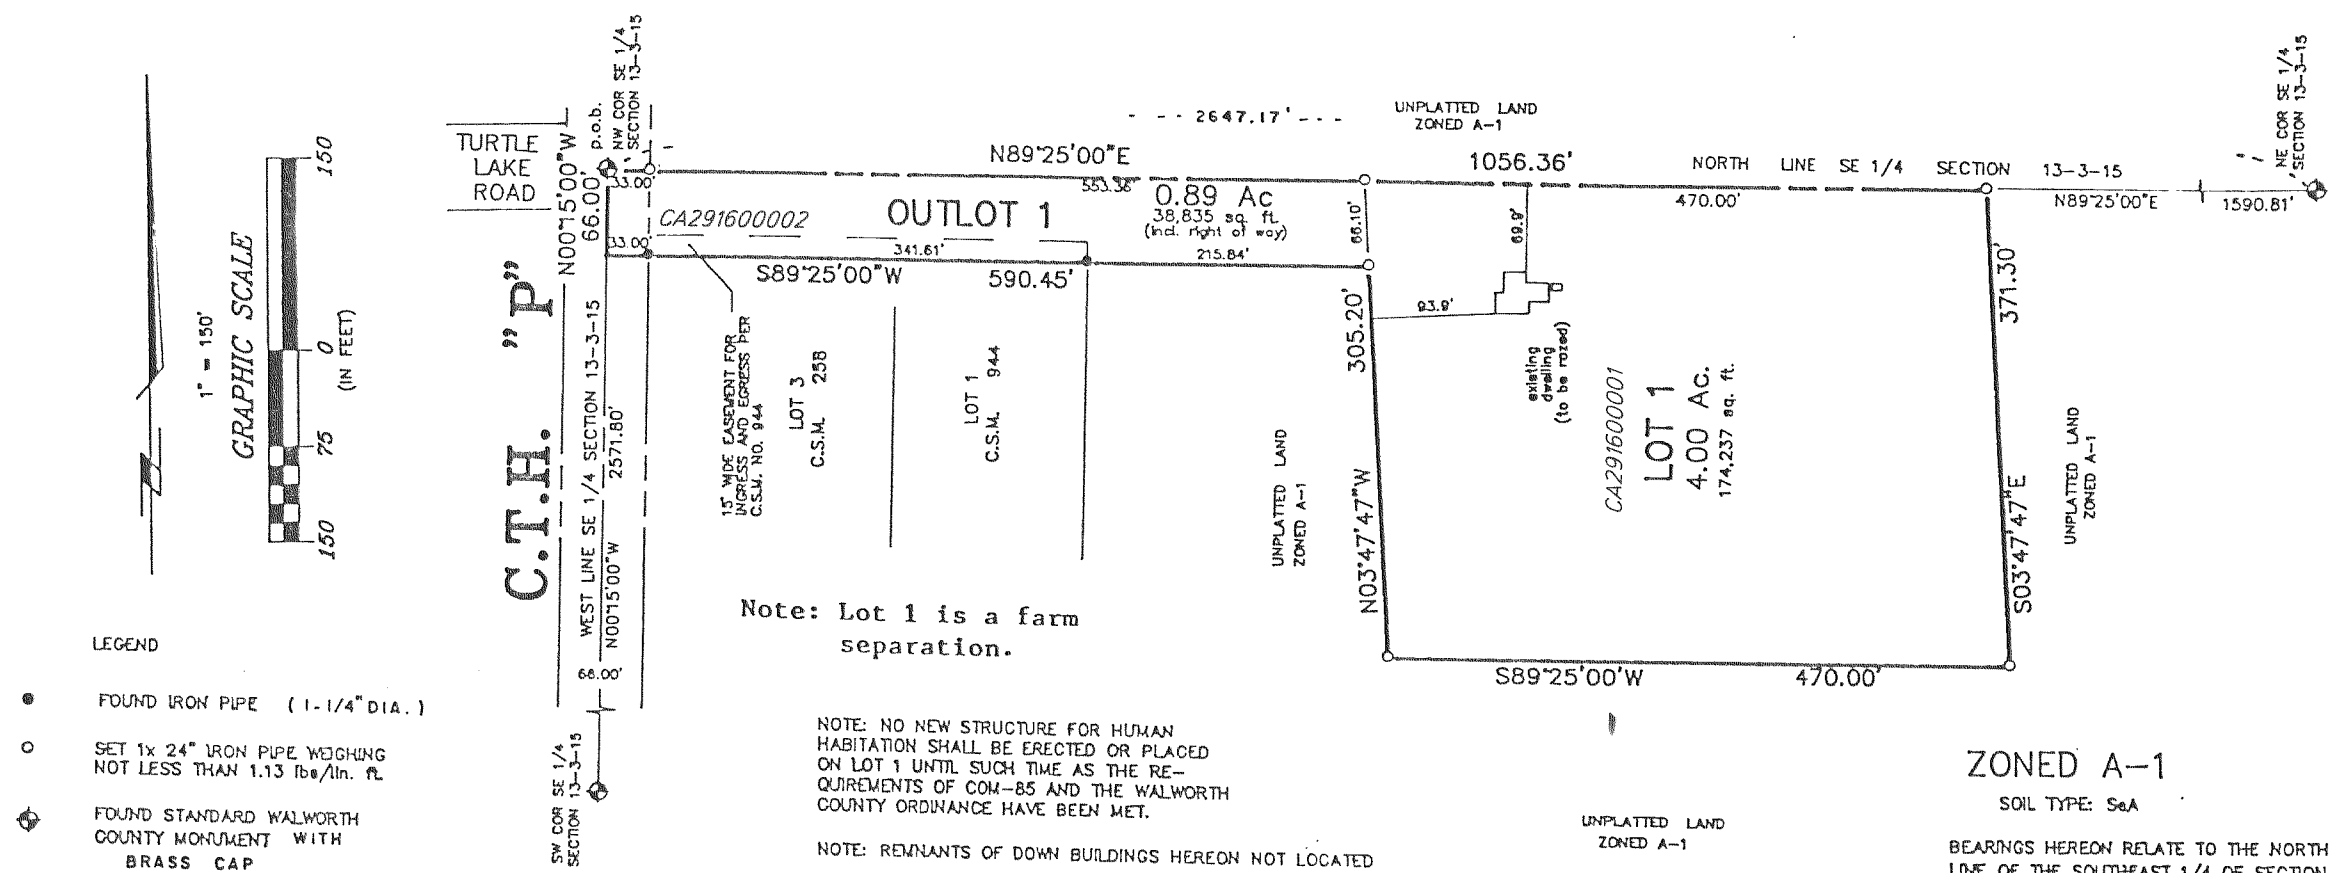 NW COR SE 1/4
SECTION 13-3-15
p.o.b.
NE COR SE 1/4
SECTION 13-3-15
- - - 2647.17' - - -
UNPLATTED LAND
ZONED A-1
TURTLE
LAKE
ROAD
N00°15'00"W
66.00'
33.00'
N89°25'00"E
553.36'
1056.36'
NORTH LINE SE 1/4 SECTION 13-3-15
470.00'
N89°25'00"E
1590.81'
CA291600002
OUTLOT 1
0.89 Ac
38,835 sq. ft.
(incl. right of way)
66.10'
69.9'
33.00'
341.61'
215.84'
S89°25'00"W
590.45'
1" = 150'
GRAPHIC SCALE
(IN FEET)
150
0
75
150
C.T.H. "P"
WEST LINE SE 1/4 SECTION 13-3-15
N00°15'00"W
2571.80'
66.00'
SW COR SE 1/4
SECTION 13-3-15
15' WIDE EASEMENT FOR
INGRESS AND EGRESS PER
C.S.M. NO. 944
LOT 3
C.S.M. 258
LOT 1
C.S.M. 944
93.9'
305.20'
N03°47'47"W
UNPLATTED LAND
ZONED A-1
existing
dwelling
(to be razed)
CA291600001
LOT 1
4.00 Ac.
174,237 sq. ft.
371.30'
S03°47'47"E
UNPLATTED LAND
ZONED A-1
S89°25'00"W
470.00'
Note: Lot 1 is a farm
separation.
LEGEND
FOUND IRON PIPE (1-1/4" DIA.)
SET 1x 24" IRON PIPE WEIGHING
NOT LESS THAN 1.13 lbs/lin. ft.
FOUND STANDARD WALWORTH
COUNTY MONUMENT WITH
BRASS CAP
NOTE: NO NEW STRUCTURE FOR HUMAN
HABITATION SHALL BE ERECTED OR PLACED
ON LOT 1 UNTIL SUCH TIME AS THE RE-
QUIREMENTS OF COM-85 AND THE WALWORTH
COUNTY ORDINANCE HAVE BEEN MET.
NOTE: REMNANTS OF DOWN BUILDINGS HEREON NOT LOCATED
UNPLATTED LAND
ZONED A-1
ZONED A-1
SOIL TYPE: SeA
BEARINGS HEREON RELATE TO THE NORTH
LINE OF THE SOUTHEAST 1/4 OF SECTION